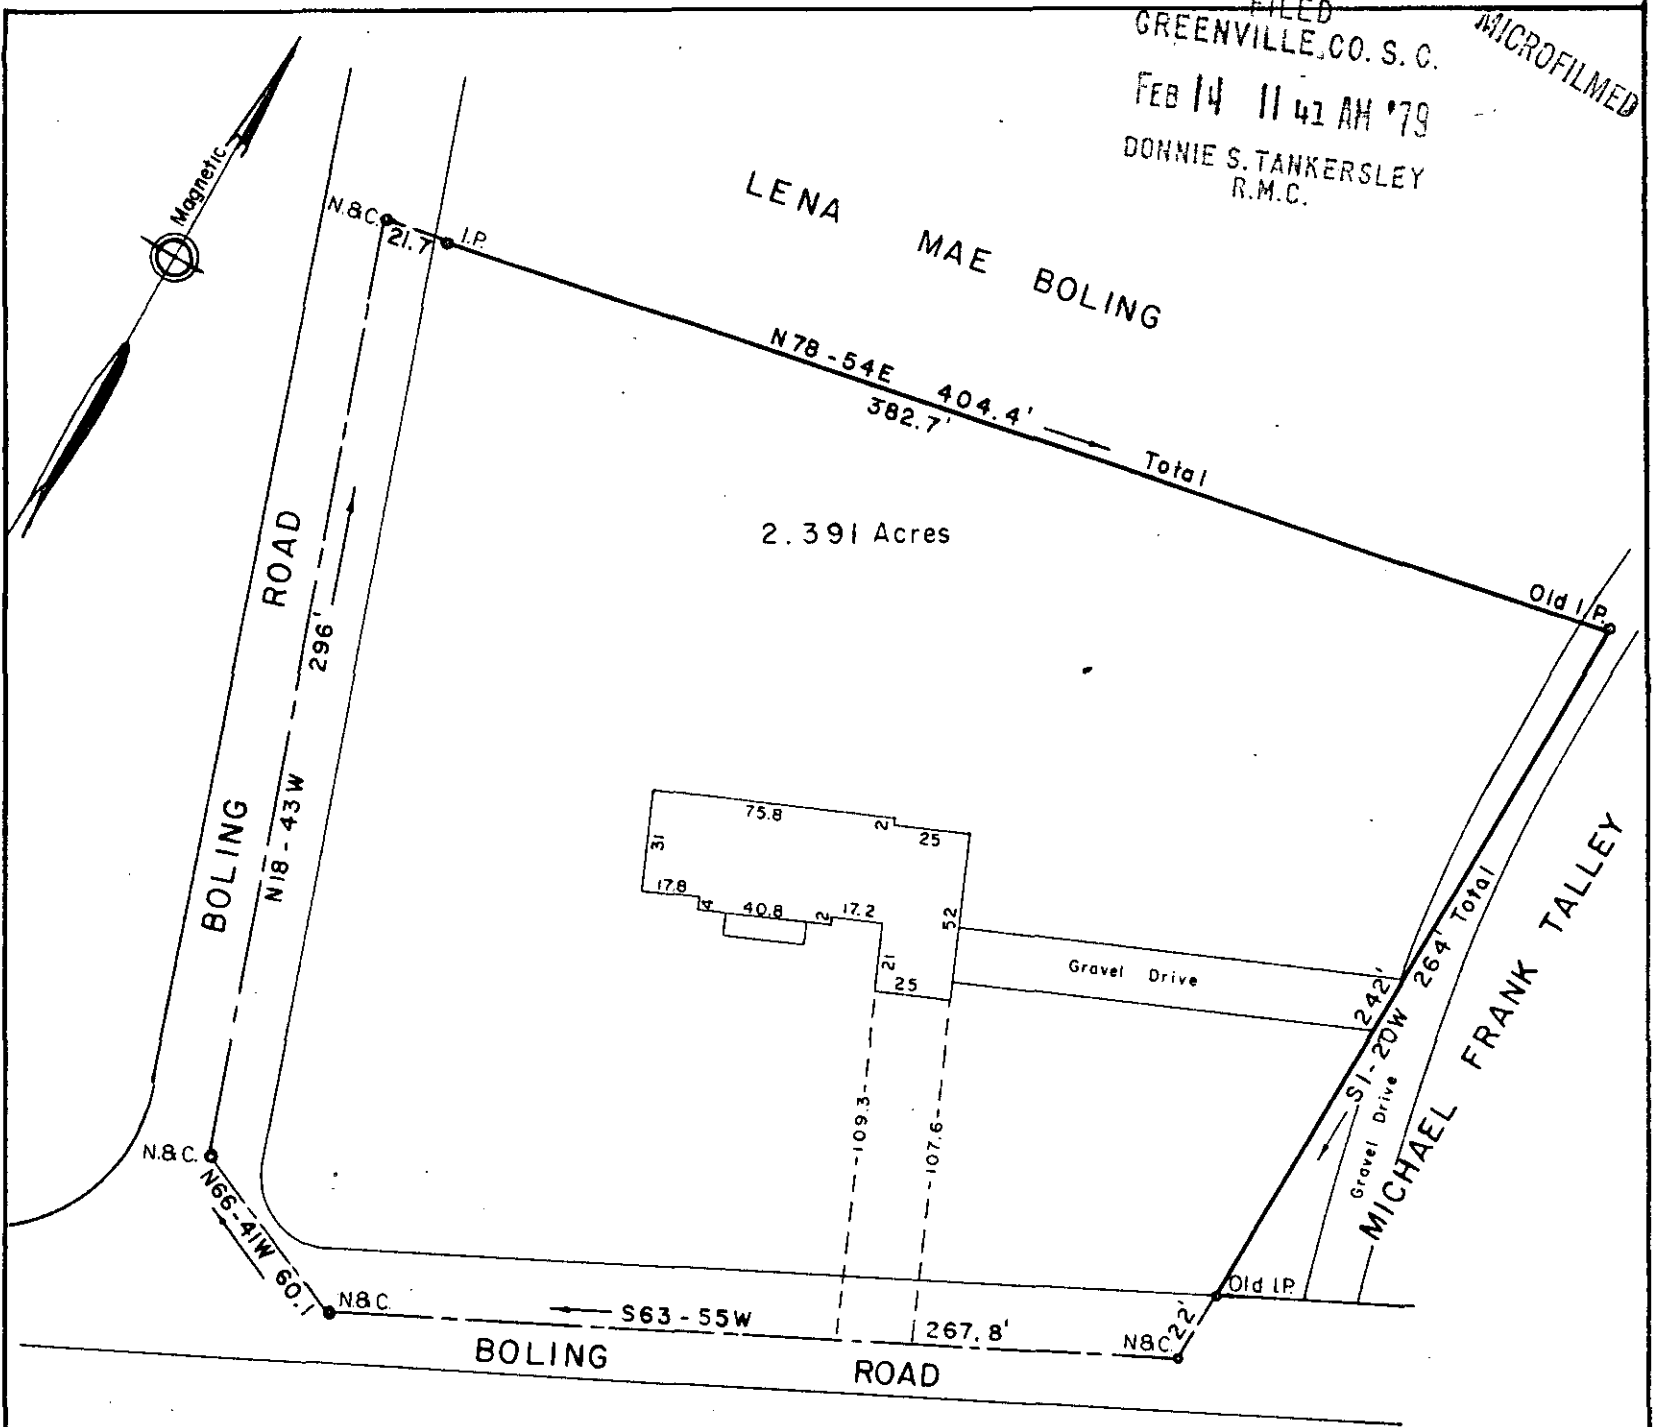 FILED
GREENVILLE, CO. S. C.
FEB 14 11 41 AM '79
DONNIE S. TANKERSLEY
R.M.C.
MICROFILMED
Magnetic
N.&C.
21.7
I.P.
LENA MAE BOLING
N78-54E 404.4' Total
382.7'
2.391 Acres
Old I.P.
BOLING ROAD
N18-43W 296'
75.8
2
25
31
17.8
4
40.8
2
17.2
52
21
25
Gravel Drive
242'
264' Total
S1-20W
Gravel Drive
MICHAEL FRANK TALLEY
109.3
107.6
N.&C.
N66-41W 60.1
N.&C.
S63-55W 267.8'
N&C.
22'
Old I.P.
BOLING ROAD